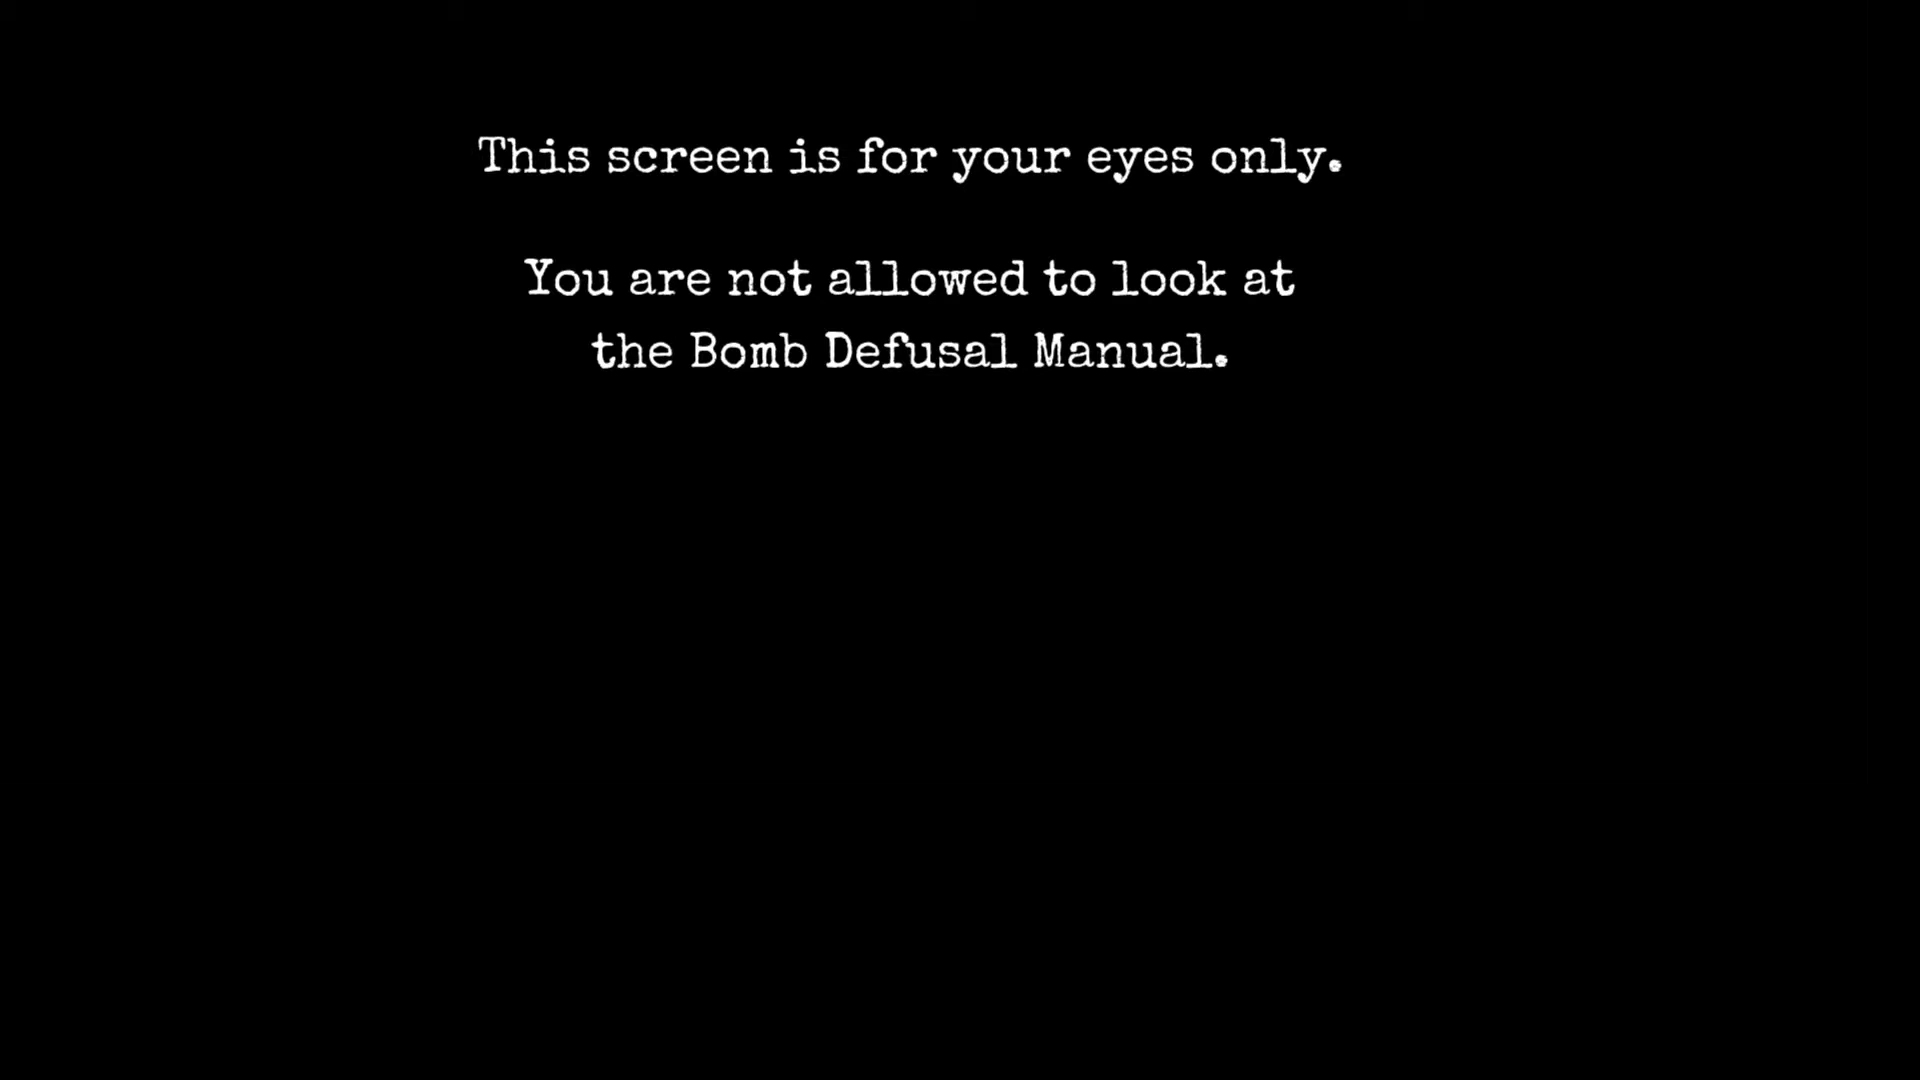 This screen is for your eyes only.
You are not allowed to look at
the Bomb Defusal Manual.